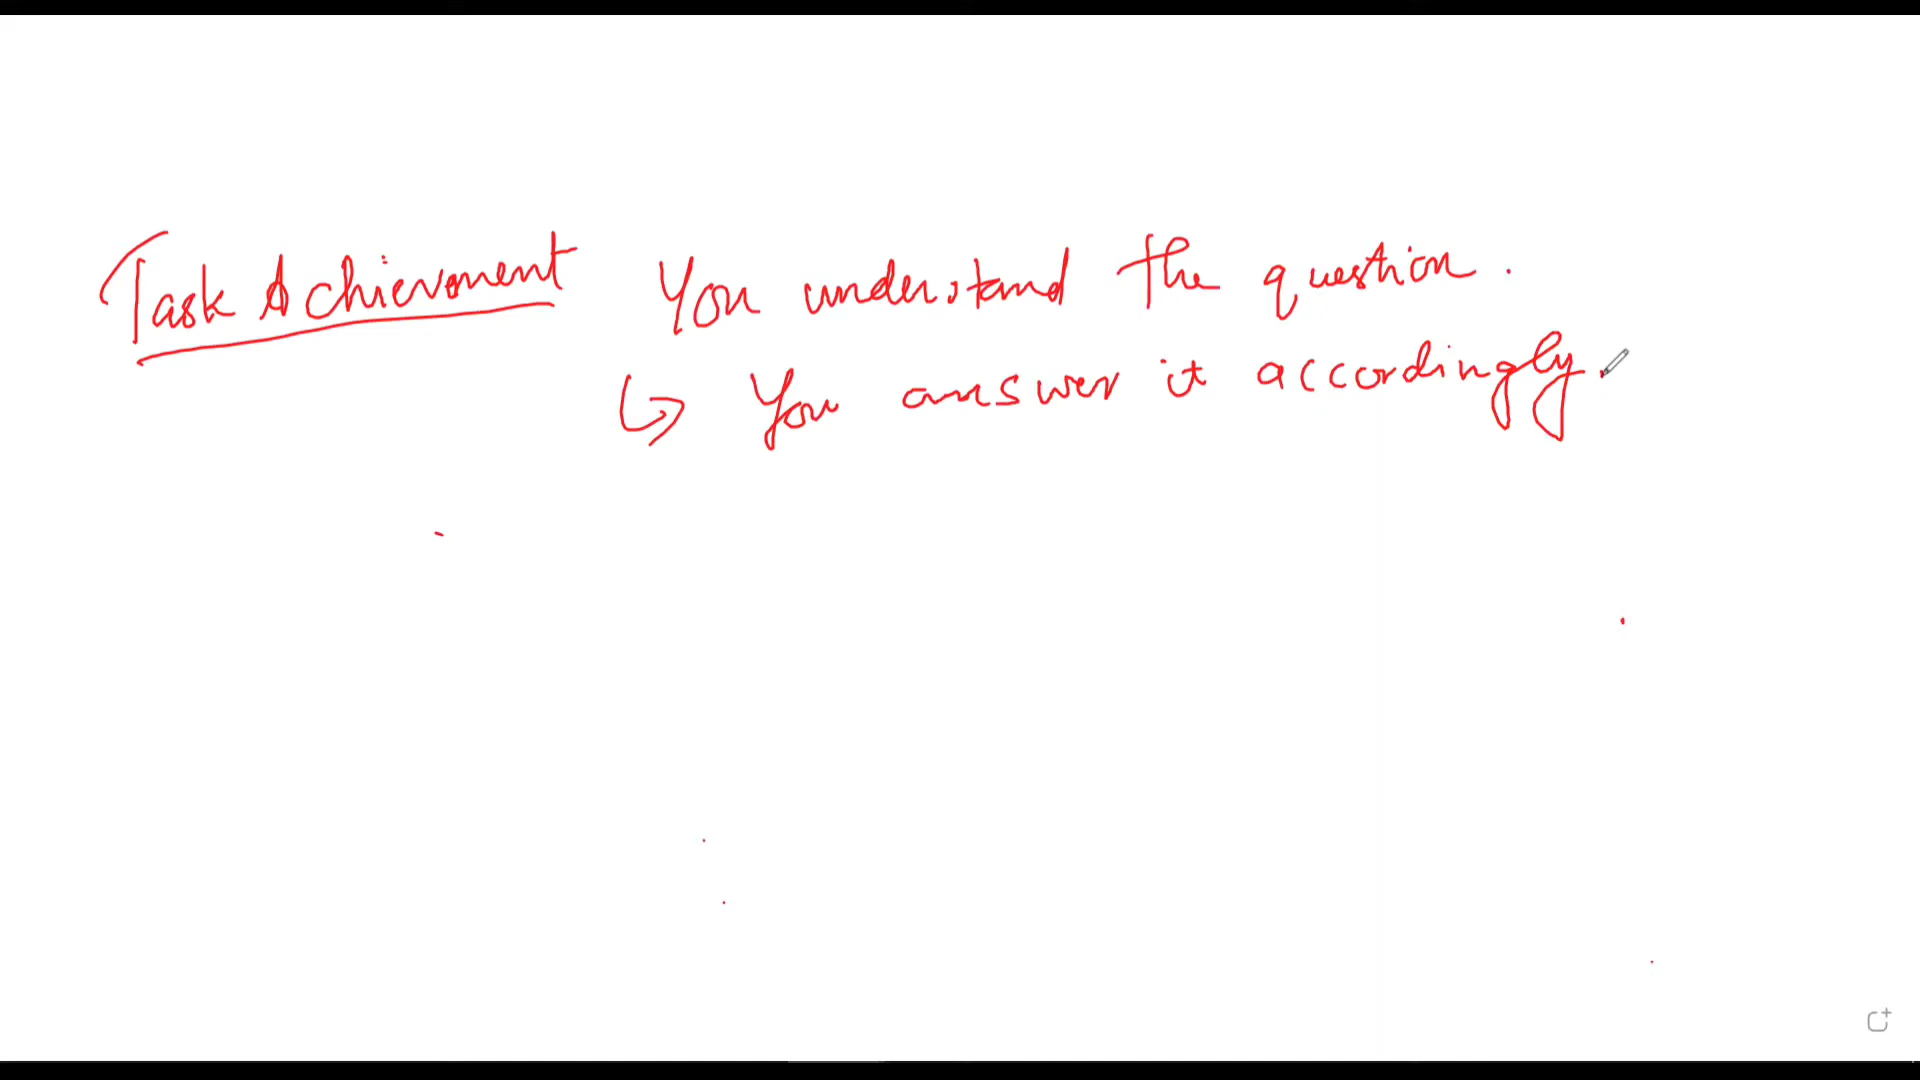 Task Achievement You understand the question.
↳ You answer it accordingly.